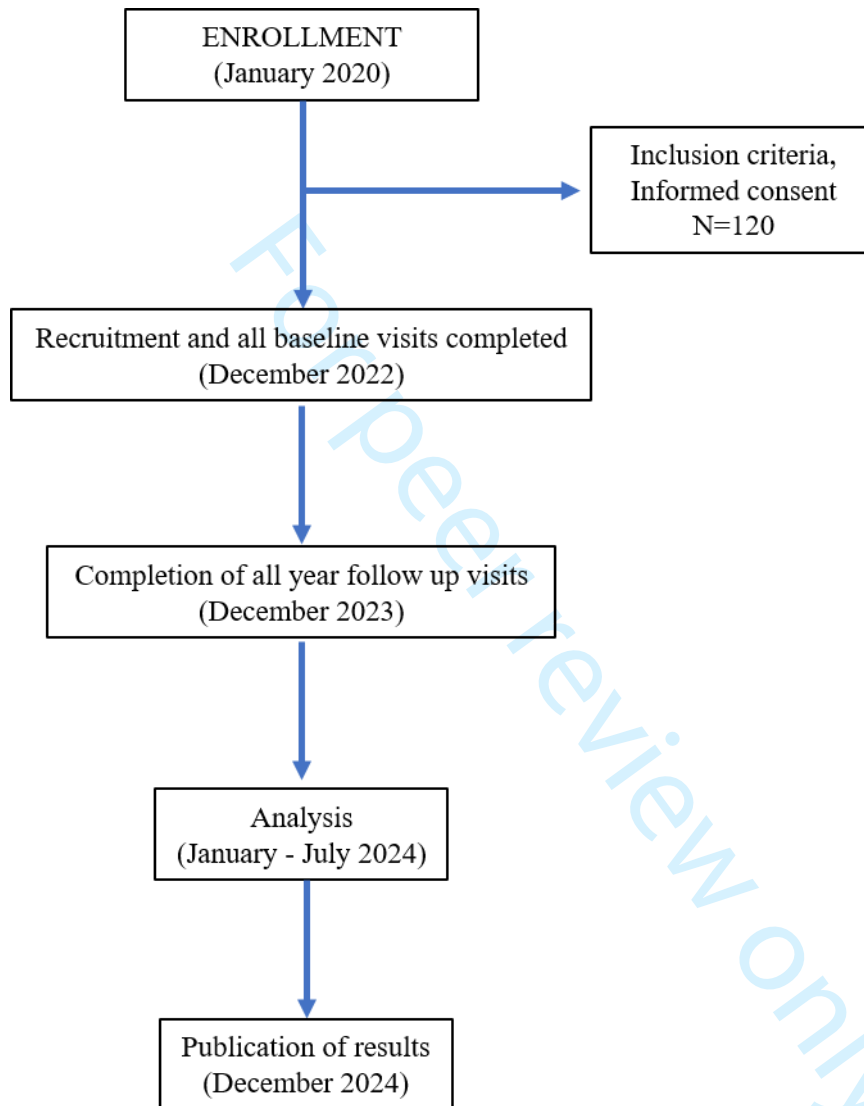 ENROLLMENT
(January 2020)
Inclusion criteria,
Informed consent
N=120
Recruitment and all baseline visits completed
(December 2022)
Completion of all year follow up visits
(December 2023)
Analysis
(January - July 2024)
Publication of results
(December 2024)
For peer review only